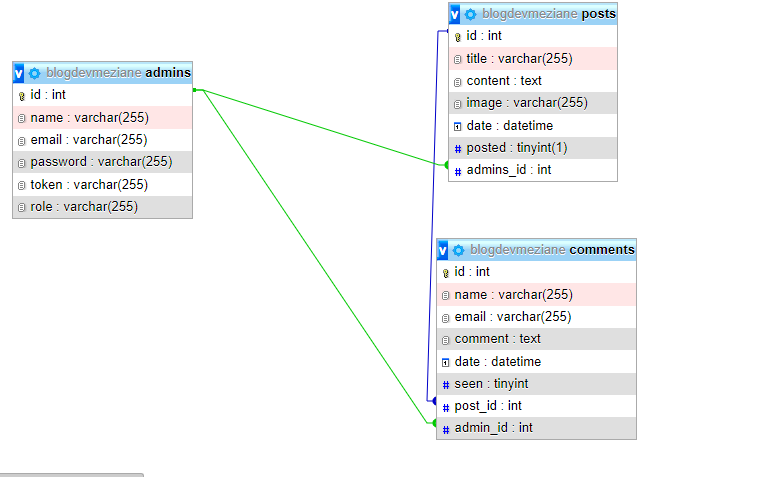 blogdevmeziane admins
id : int
name : varchar(255)
email : varchar(255)
password : varchar(255)
token : varchar(255)
role : varchar(255)
blogdevmeziane posts
id : int
title : varchar(255)
content : text
image : varchar(255)
date : datetime
posted : tinyint(1)
admins_id : int
blogdevmeziane comments
id : int
name : varchar(255)
email : varchar(255)
comment : text
date : datetime
seen : tinyint
post_id : int
admin_id : int